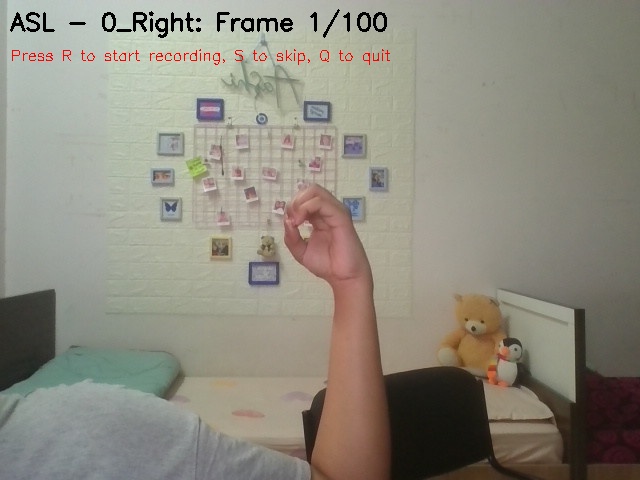 ASL - 0_Right: Frame 1/100
Press R to start recording, S to skip, Q to quit